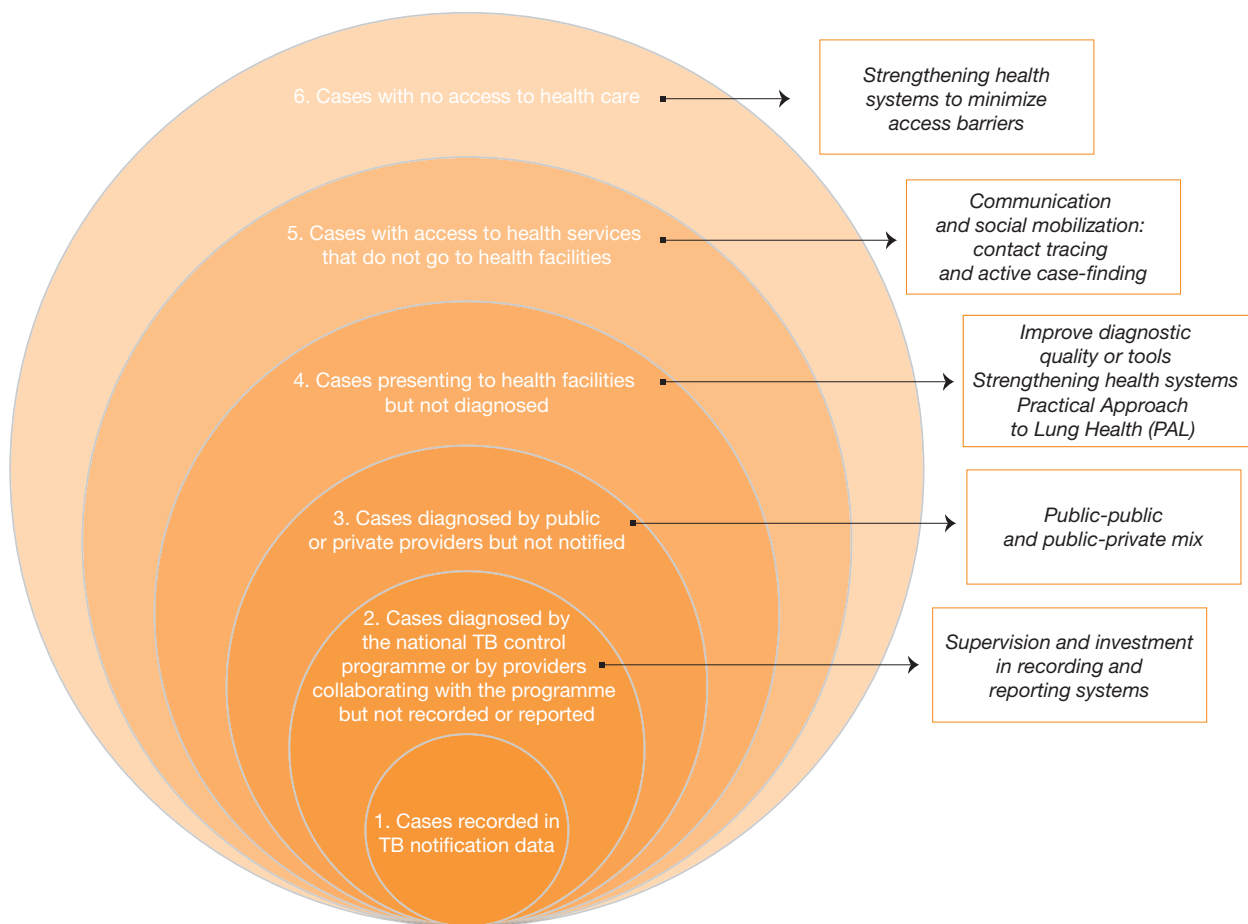 6. Cases with no access to health care
Strengthening health
systems to minimize
access barriers
5. Cases with access to health services
that do not go to health facilities
Communication
and social mobilization:
contact tracing
and active case-finding
4. Cases presenting to health facilities
but not diagnosed
Improve diagnostic
quality or tools
Strengthening health systems
Practical Approach
to Lung Health (PAL)
3. Cases diagnosed by public
or private providers but not notified
Public-public
and public-private mix
2. Cases diagnosed by
the national TB control
programme or by providers
collaborating with the programme
but not recorded or reported
Supervision and investment
in recording and
reporting systems
1. Cases recorded in
TB notification data